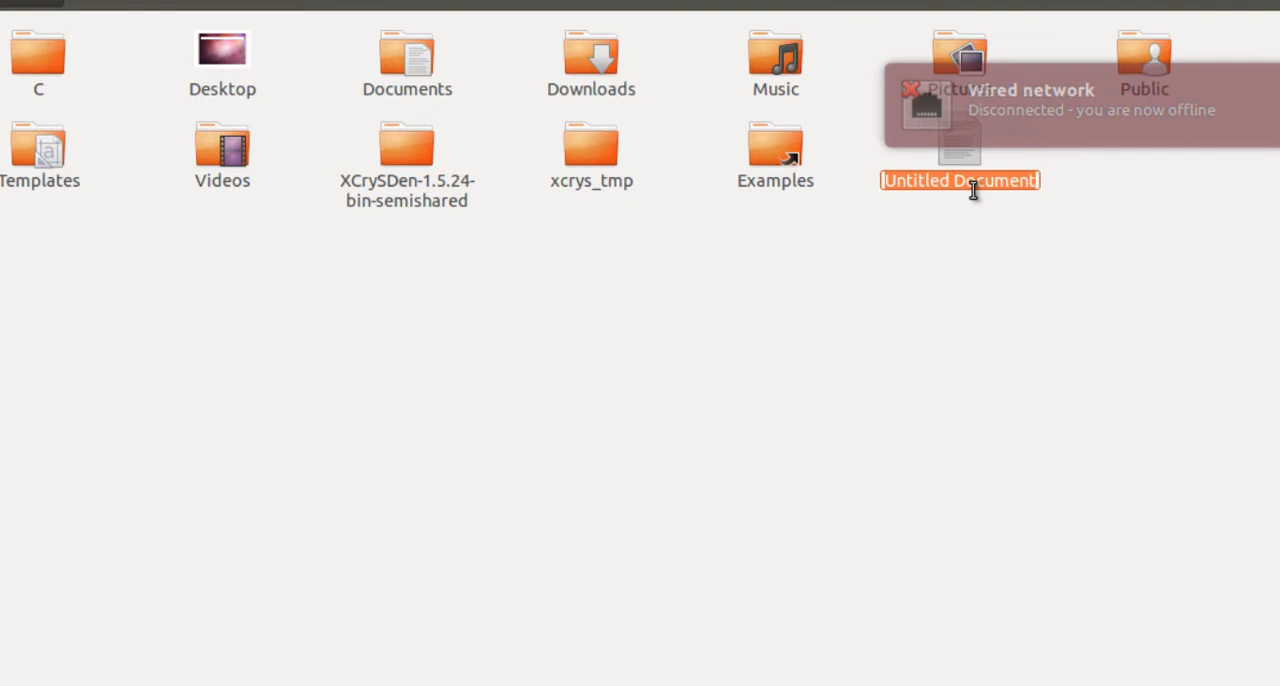 C
Desktop
Documents
Downloads
Music
Pictu
Public
Wired network
Disconnected - you are now offline
Templates
Videos
XCrySDen-1.5.24-
bin-semishared
xcrys_tmp
Examples
Untitled Document